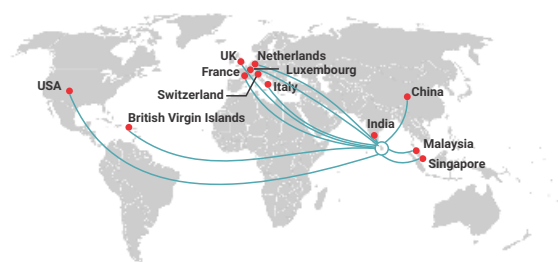 UK
Netherlands
France
Luxembourg
USA
Switzerland
Italy
China
British Virgin Islands
India
Malaysia
Singapore